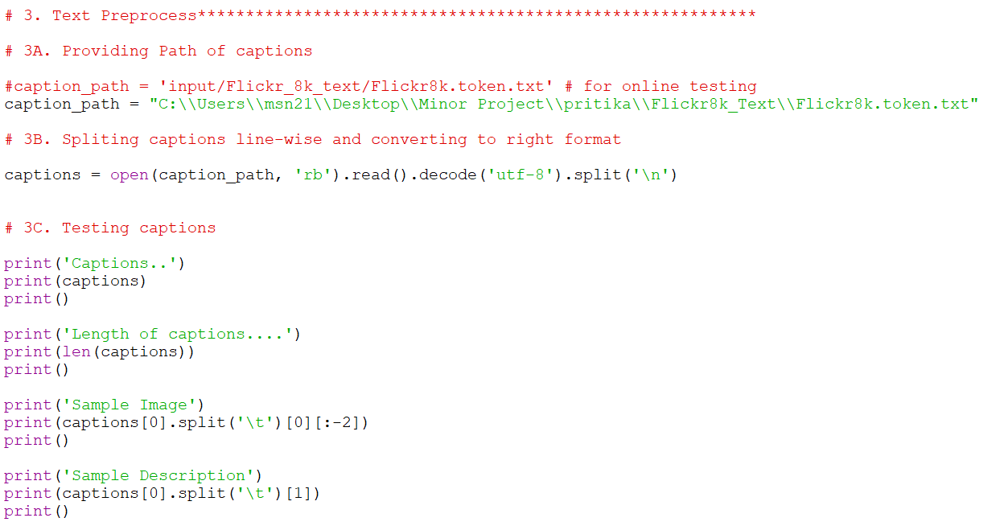 # 3. Text Preprocess**********************************************************
# 3A. Providing Path of captions
#caption_path = 'input/Flickr_8k_text/Flickr8k.token.txt' # for online testing
caption_path = "C:\\Users\\msn21\\Desktop\\Minor Project\\pritika\\Flickr8k_Text\\Flickr8k.token.txt"
# 3B. Spliting captions line-wise and converting to right format
captions = open(caption_path, 'rb').read().decode('utf-8').split('\n')
# 3C. Testing captions
print('Captions..')
print(captions)
print()
print('Length of captions....')
print(len(captions))
print()
print('Sample Image')
print(captions[0].split('\t')[0][:-2])
print()
print('Sample Description')
print(captions[0].split('\t')[1])
print()